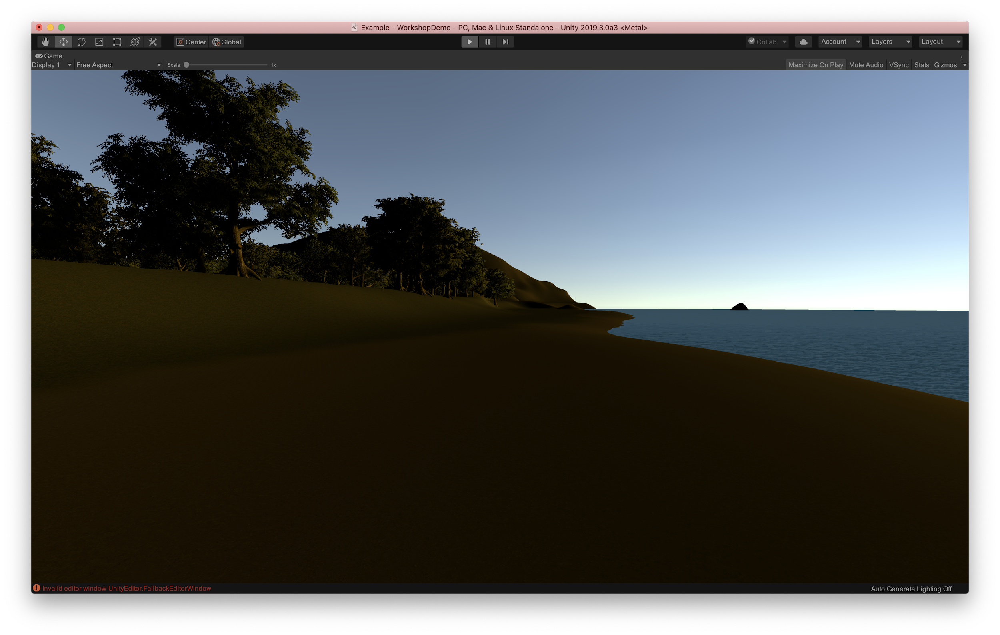 Example - WorkshopDemo - PC, Mac & Linux Standalone - Unity 2019.3.0a3 <Metal>
Center Global Collab Account Layers Layout
Game
Display 1 Free Aspect Scale 1x Maximize On Play Mute Audio VSync Stats Gizmos
Invalid editor window UnityEditor.FallbackEditorWindow Auto Generate Lighting Off